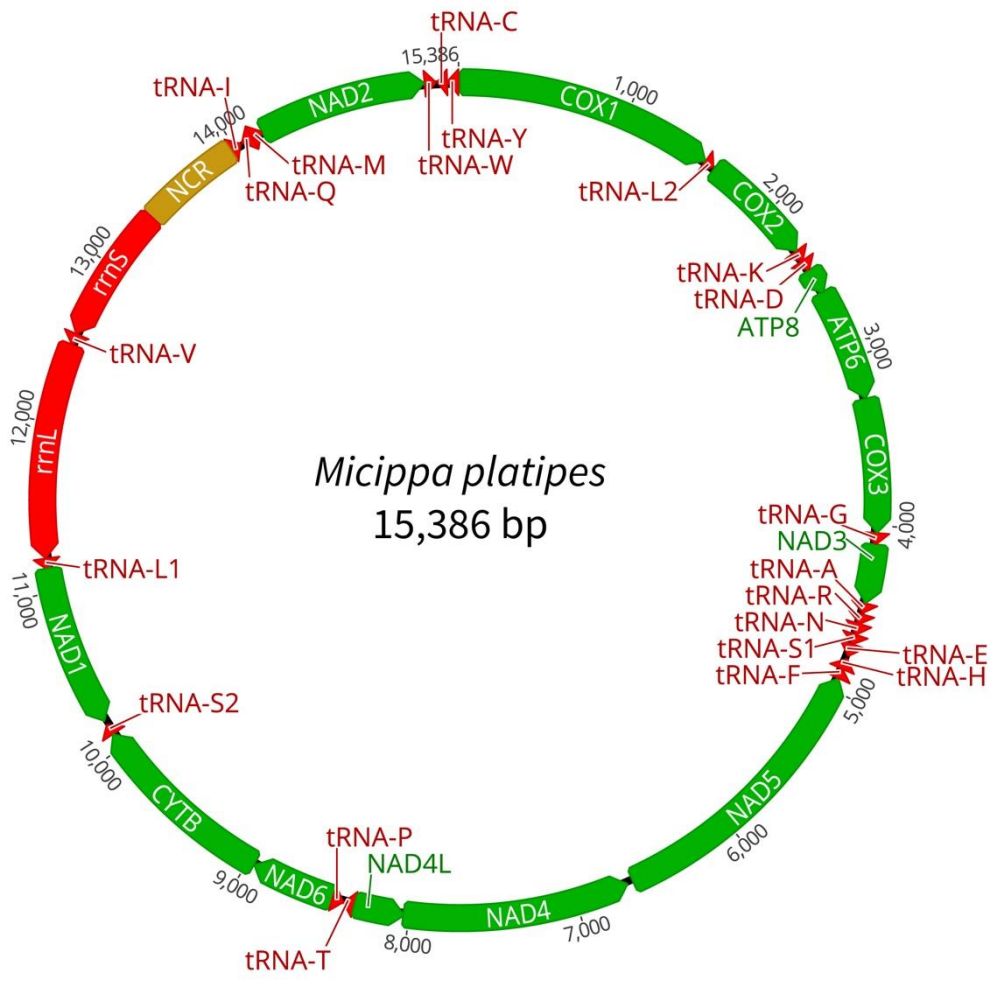 tRNA-C
15,386
tRNA-I
NAD2
COX1
1,000
14,000
tRNA-Y
tRNA-M
tRNA-W
NCR
tRNA-Q
tRNA-L2
COX2
2,000
13,000
rrnS
tRNA-K
tRNA-D
ATP8
tRNA-V
ATP6
3,000
12,000
rrnL
Micippa platipes
15,386 bp
COX3
tRNA-G
4,000
NAD3
tRNA-L1
tRNA-A
11,000
tRNA-R
tRNA-N
NAD1
tRNA-S1
tRNA-E
tRNA-F
tRNA-H
5,000
tRNA-S2
10,000
CYTB
NAD5
tRNA-P
6,000
NAD4L
9,000
NAD6
NAD4
7,000
8,000
tRNA-T